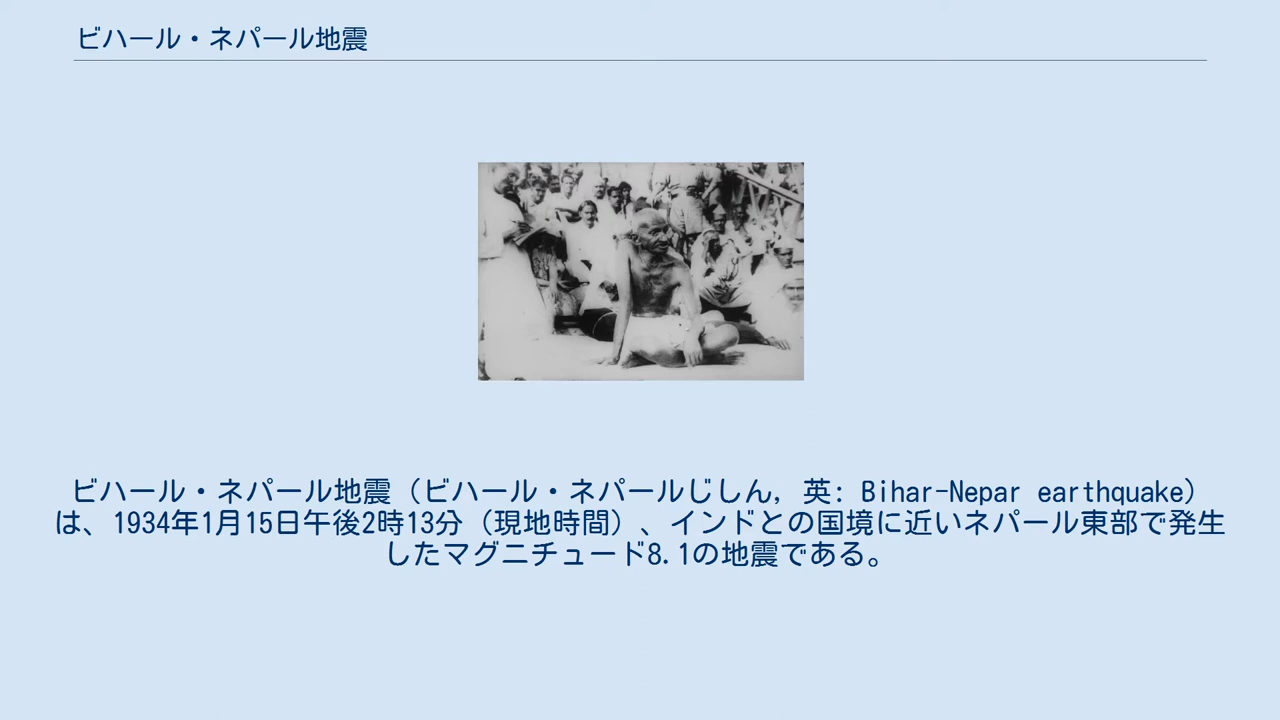 ビハール・ネパール地震
ビハール・ネパール地震（ビハール・ネパールじしん, 英: Bihar-Nepar earthquake）
は、1934年1月15日午後2時13分（現地時間）、インドとの国境に近いネパール東部で発生
したマグニチュード8.1の地震である。